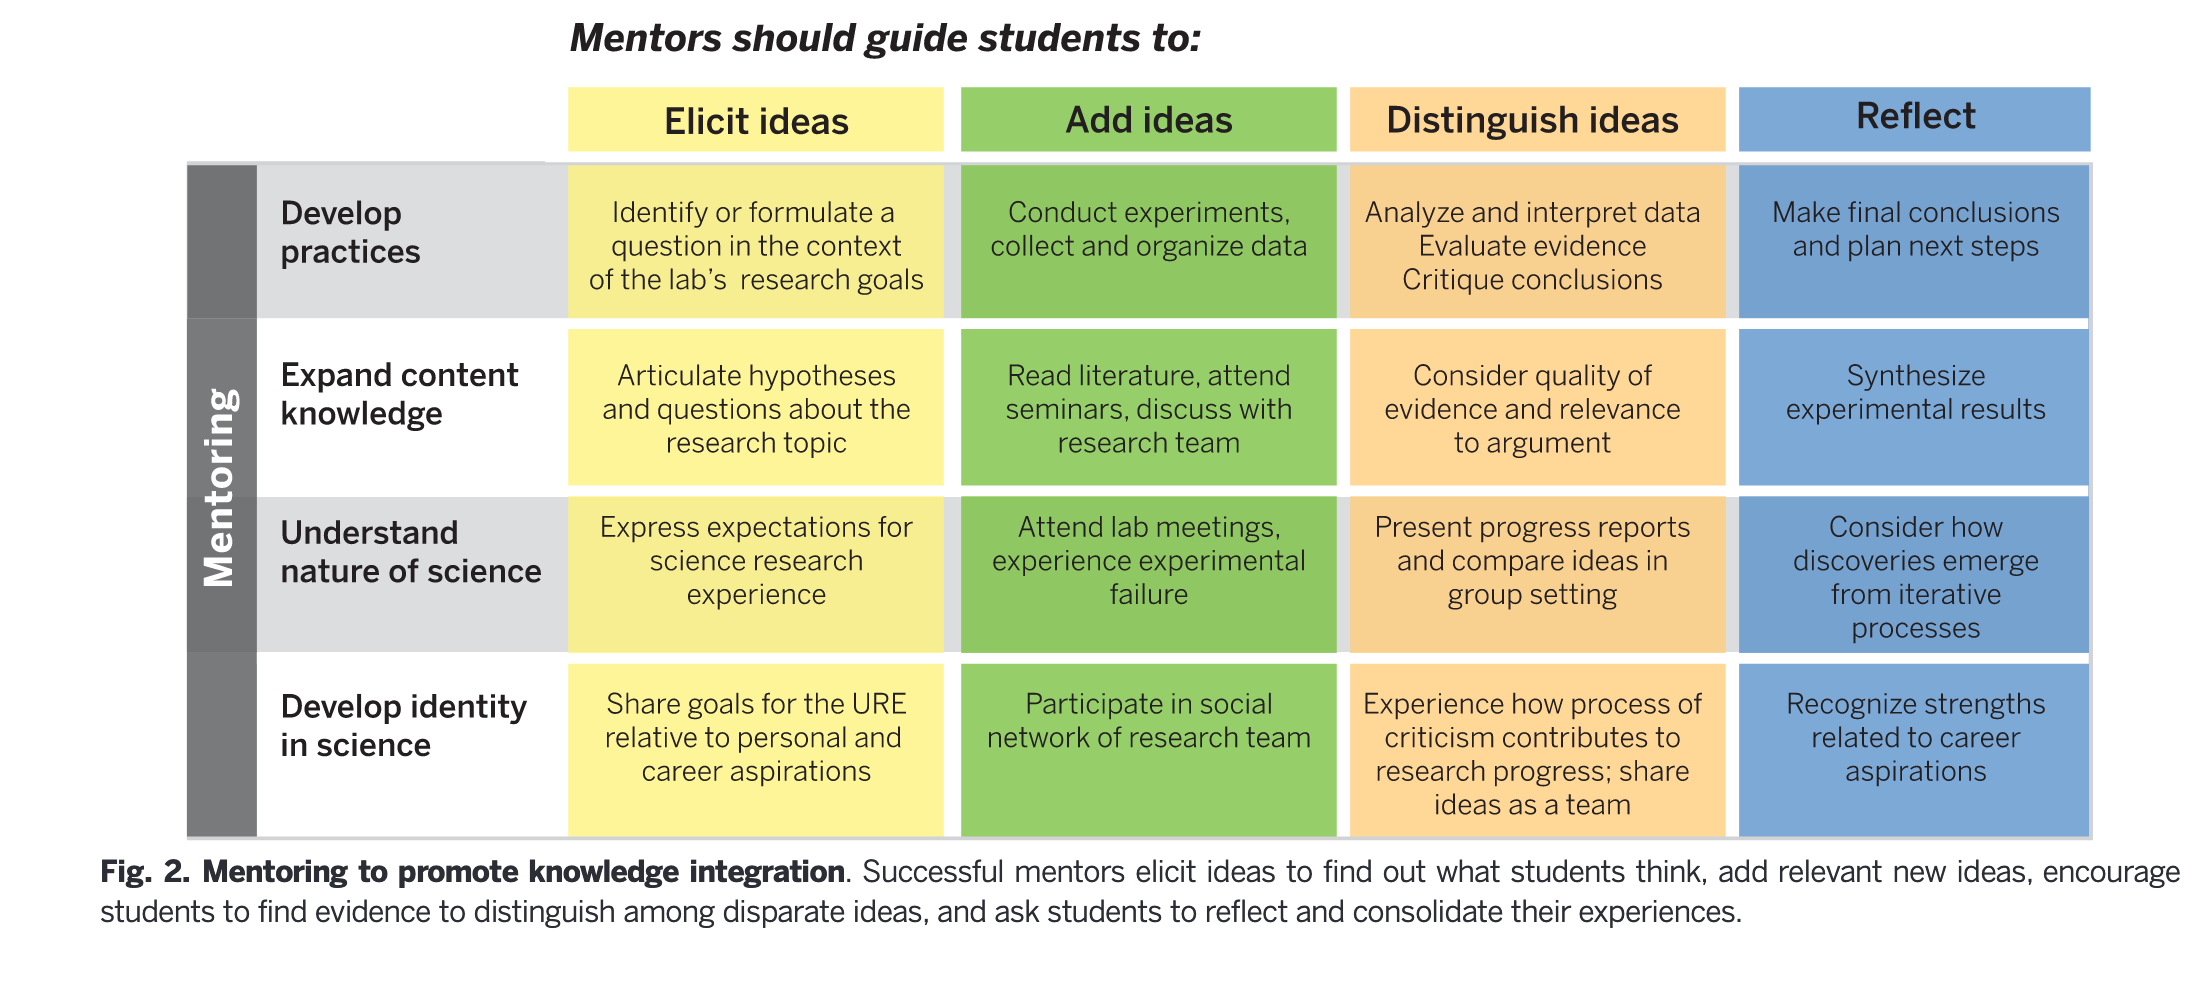 Mentors should guide students to:
Elicit ideas
Add ideas
Distinguish ideas
Reflect
Mentoring
Develop
practices
Identify or formulate a
question in the context
of the lab’s research goals
Conduct experiments,
collect and organize data
Analyze and interpret data
Evaluate evidence
Critique conclusions
Make final conclusions
and plan next steps
Expand content
knowledge
Articulate hypotheses
and questions about the
research topic
Read literature, attend
seminars, discuss with
research team
Consider quality of
evidence and relevance
to argument
Synthesize
experimental results
Understand
nature of science
Express expectations for
science research
experience
Attend lab meetings,
experience experimental
failure
Present progress reports
and compare ideas in
group setting
Consider how
discoveries emerge
from iterative
processes
Develop identity
in science
Share goals for the URE
relative to personal and
career aspirations
Participate in social
network of research team
Experience how process of
criticism contributes to
research progress; share
ideas as a team
Recognize strengths
related to career
aspirations
Fig. 2. Mentoring to promote knowledge integration. Successful mentors elicit ideas to find out what students think, add relevant new ideas, encourage
students to find evidence to distinguish among disparate ideas, and ask students to reflect and consolidate their experiences.